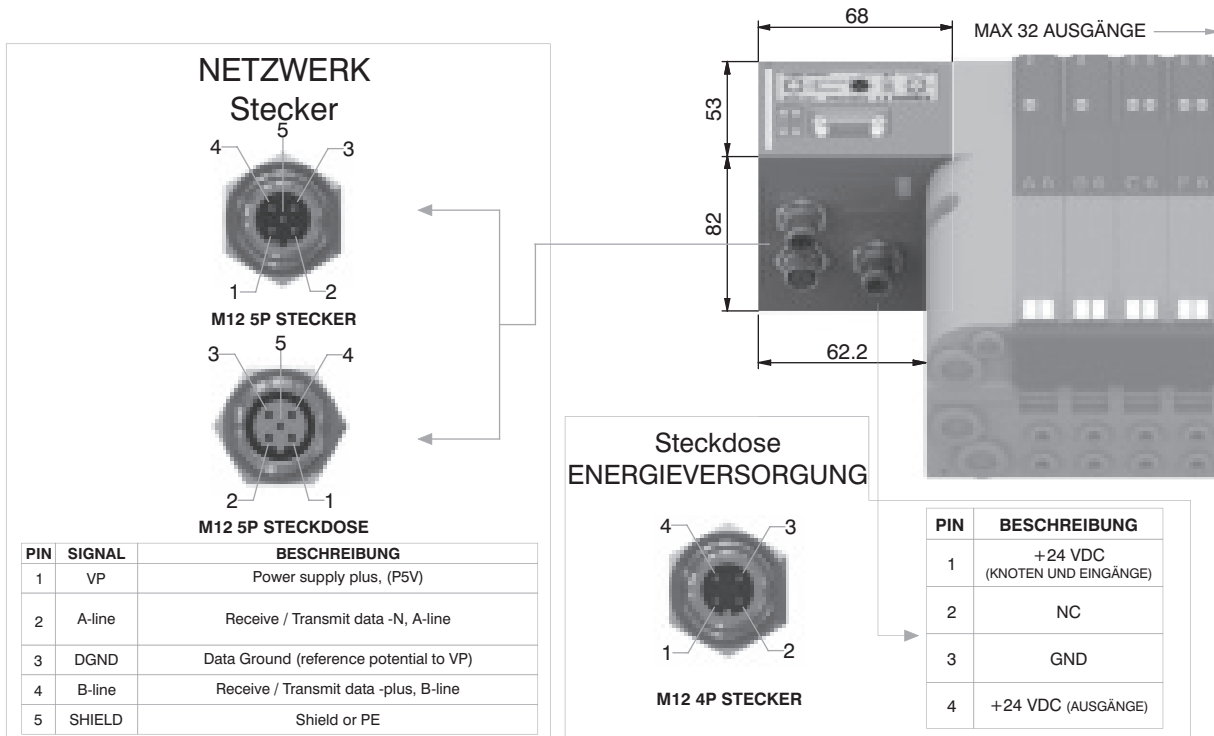 NETZWERK
Stecker
5
4 3
1 2
M12 5P STECKER
5
3 4
2 1
M12 5P STECKDOSE
PIN SIGNAL BESCHREIBUNG
1 VP Power supply plus, (P5V)
2 A-line Receive / Transmit data -N, A-line
3 DGND Data Ground (reference potential to VP)
4 B-line Receive / Transmit data -plus, B-line
5 SHIELD Shield or PE
68
MAX 32 AUSGÄNGE
53
82
62.2
Steckdose
ENERGIEVERSORGUNG
4 3
1 2
M12 4P STECKER
PIN BESCHREIBUNG
1 +24 VDC
(KNOTEN UND EINGÄNGE)
2 NC
3 GND
4 +24 VDC (AUSGÄNGE)